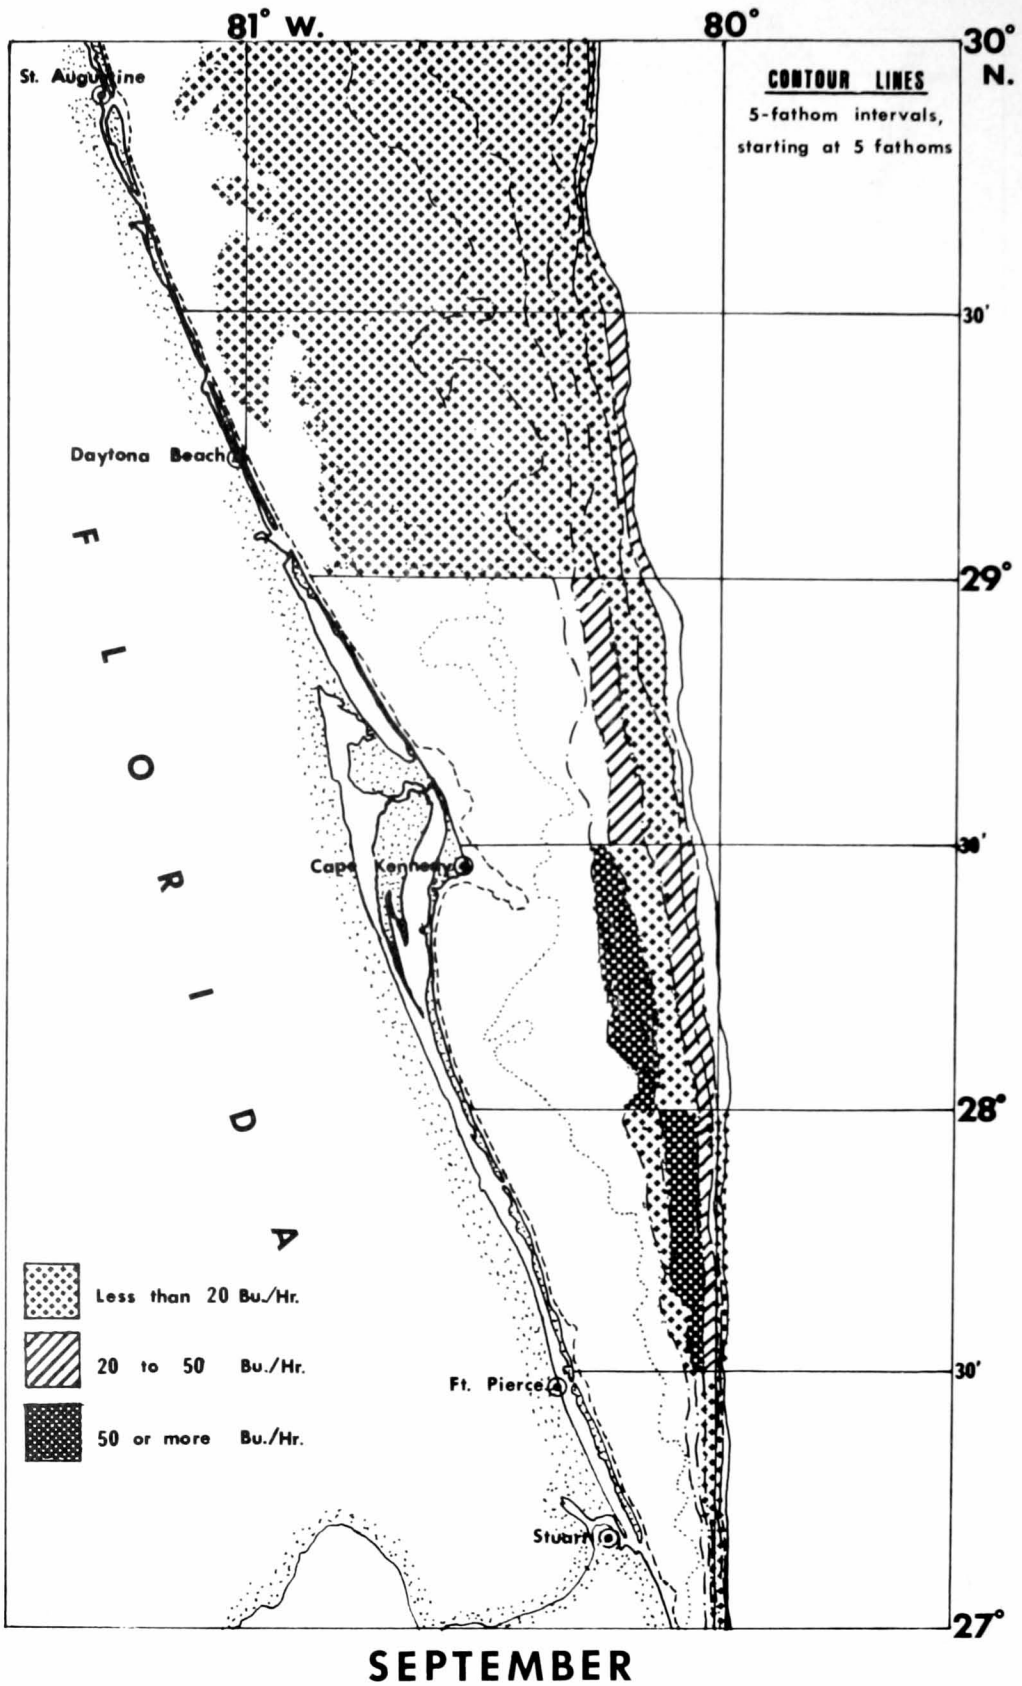 81° W.
80°
30°
N.
St. Augustine
CONTOUR LINES
5-fathom intervals,
starting at 5 fathoms
30'
Daytona Beach
29°
FLORIDA
30'
Cape Kennedy
28°
Less than 20 Bu./Hr.
20 to 50 Bu./Hr.
30'
Ft. Pierce
50 or more Bu./Hr.
Stuart
27°
SEPTEMBER